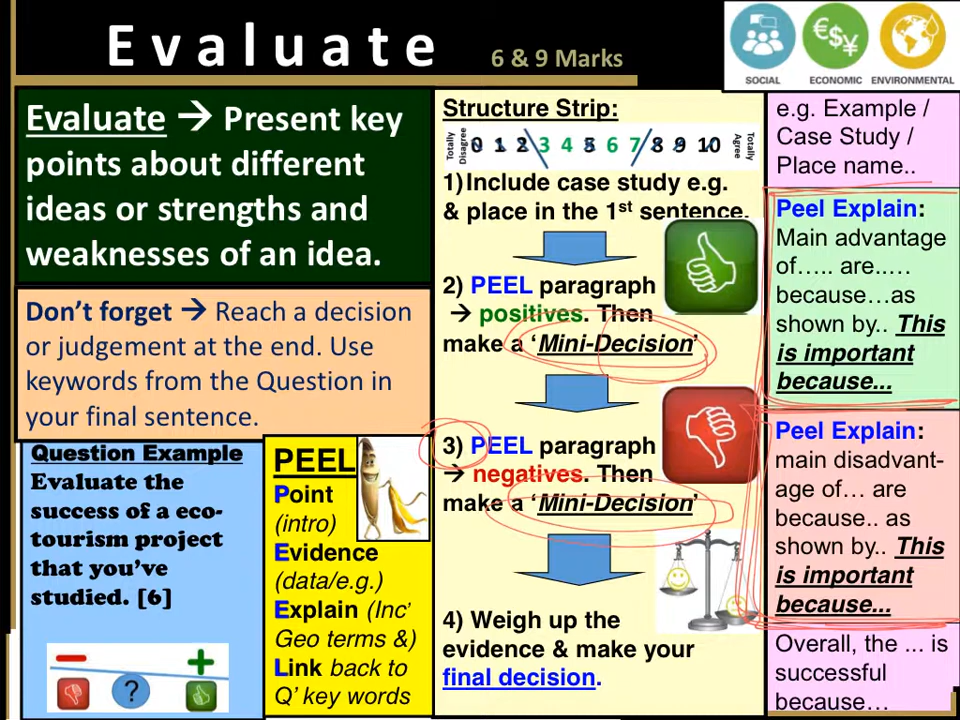 Evaluate
6 & 9 Marks
SOCIAL
ECONOMIC
ENVIRONMENTAL
Evaluate → Present key
points about different
ideas or strengths and
weaknesses of an idea.
Don't forget → Reach a decision
or judgement at the end. Use
keywords from the Question in
your final sentence.
Question Example
Evaluate the
success of a eco-
tourism project
that you've
studied. [6]
?
PEEL
Point
(intro)
Evidence
(data/e.g.)
Explain (Inc'
Geo terms &)
Link back to
Q' key words
Structure Strip:
Totally Disagree
0 1 2 3 4 5 6 7 8 9 10
Totally Agree
1) Include case study e.g.
& place in the 1st sentence.
2) PEEL paragraph
→ positives. Then
make a 'Mini-Decision'
3) PEEL paragraph
→ negatives. Then
make a 'Mini-Decision'
4) Weigh up the
evidence & make your
final decision.
e.g. Example /
Case Study /
Place name..
Peel Explain:
Main advantage
of….. are..…
because…as
shown by.. This
is important
because...
Peel Explain:
main disadvant-
age of… are
because.. as
shown by.. This
is important
because...
Overall, the ... is
successful
because…